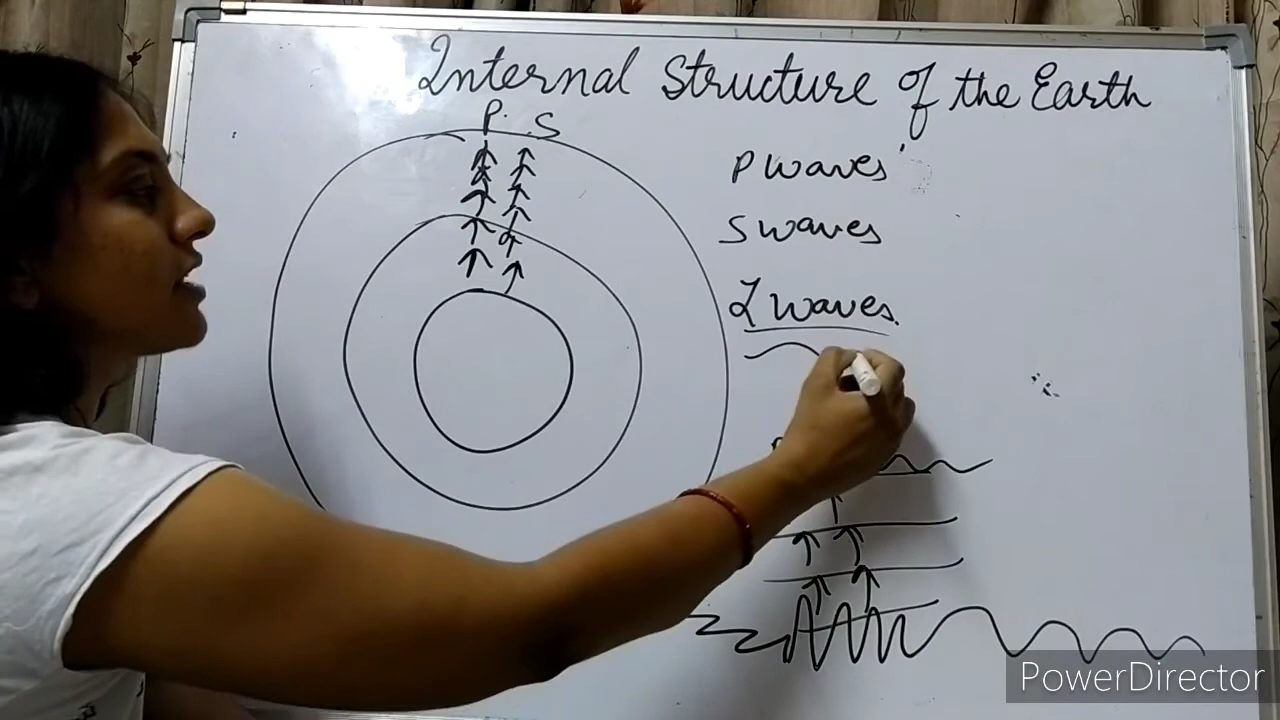 Internal Structure of the Earth
P. S
P waves
S waves
L waves.
PowerDirector